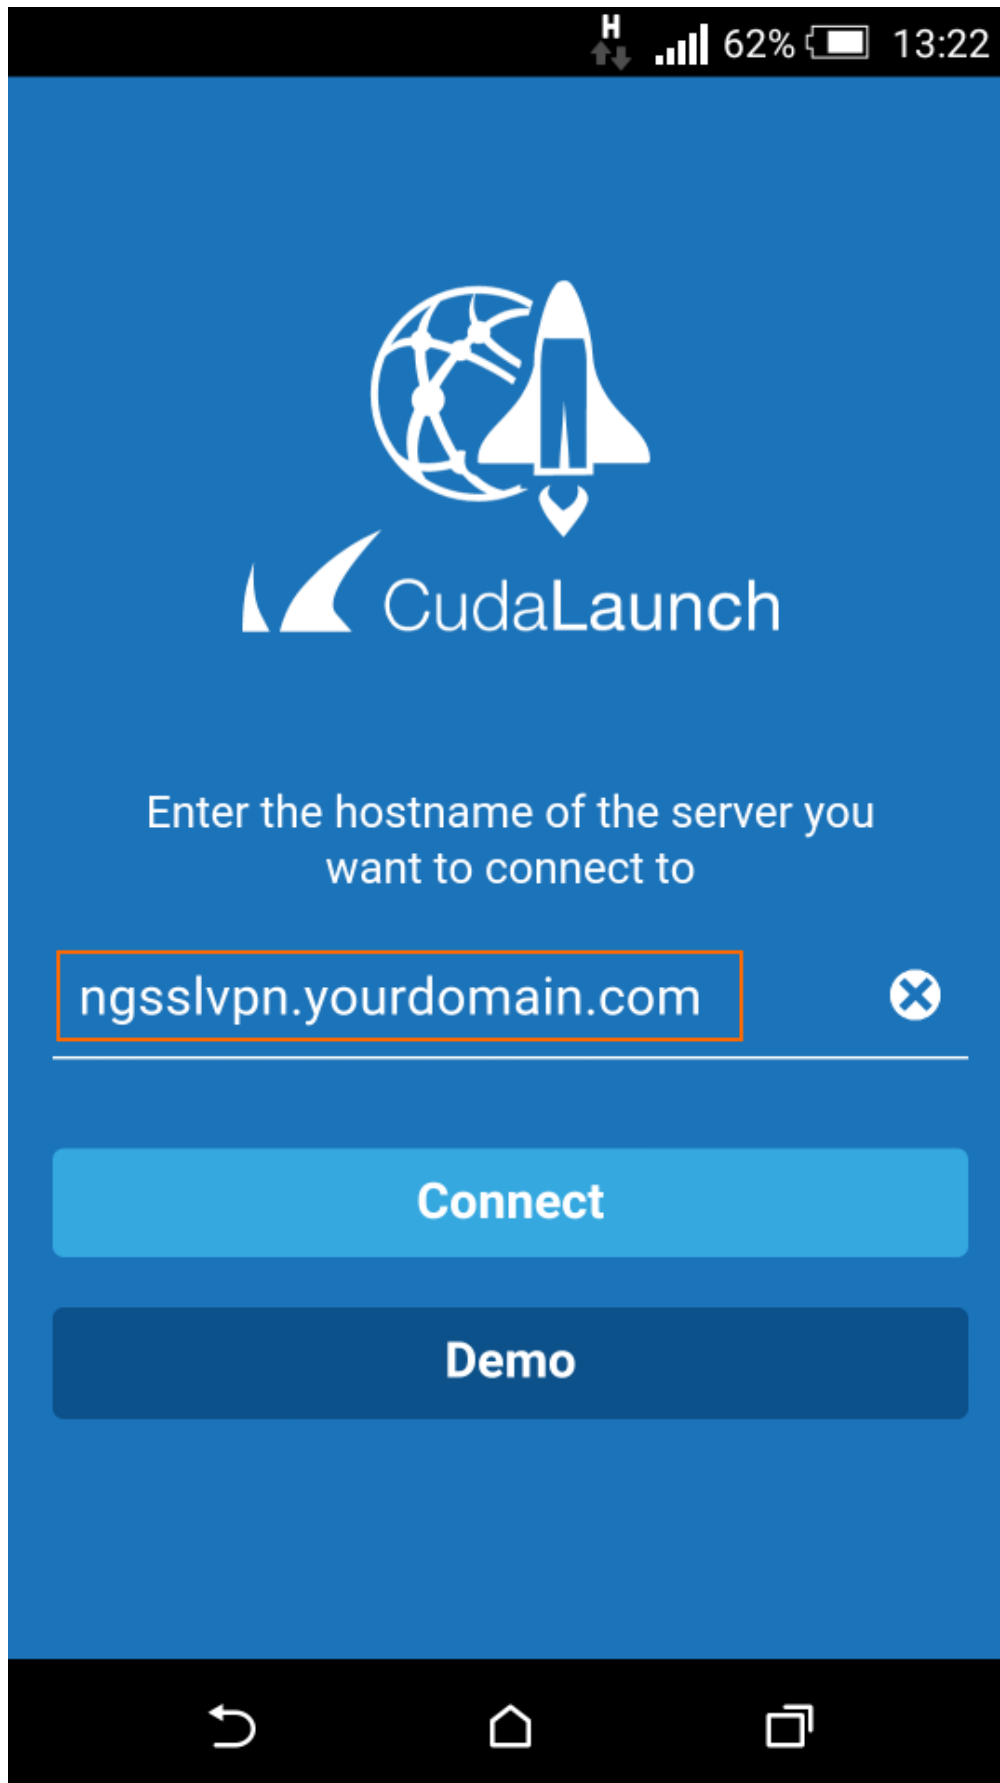 H
62%
13:22
CudaLaunch
Enter the hostname of the server you
want to connect to
ngsslvpn.yourdomain.com
Connect
Demo